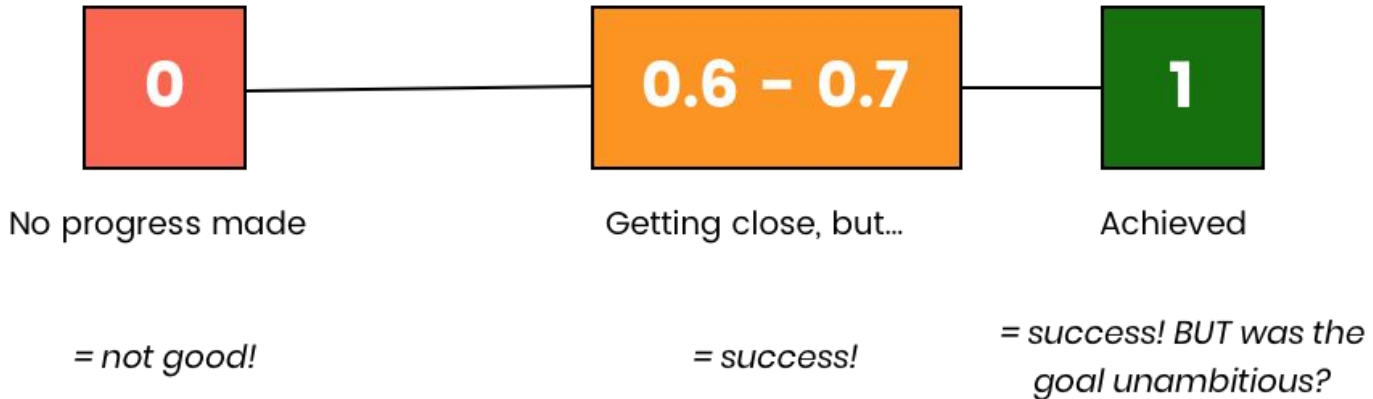 0
0.6 - 0.7
1
No progress made
Getting close, but...
Achieved
= not good!
= success!
= success! BUT was the
goal unambitious?